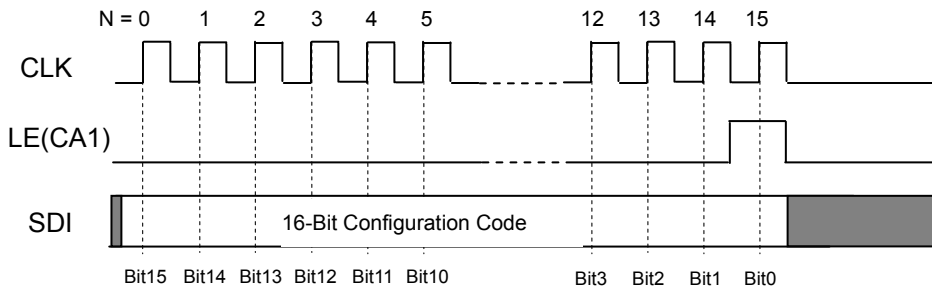 N = 0 1 2 3 4 5 12 13 14 15
CLK
LE(CA1)
SDI 16-Bit Configuration Code
Bit15 Bit14 Bit13 Bit12 Bit11 Bit10 Bit3 Bit2 Bit1 Bit0